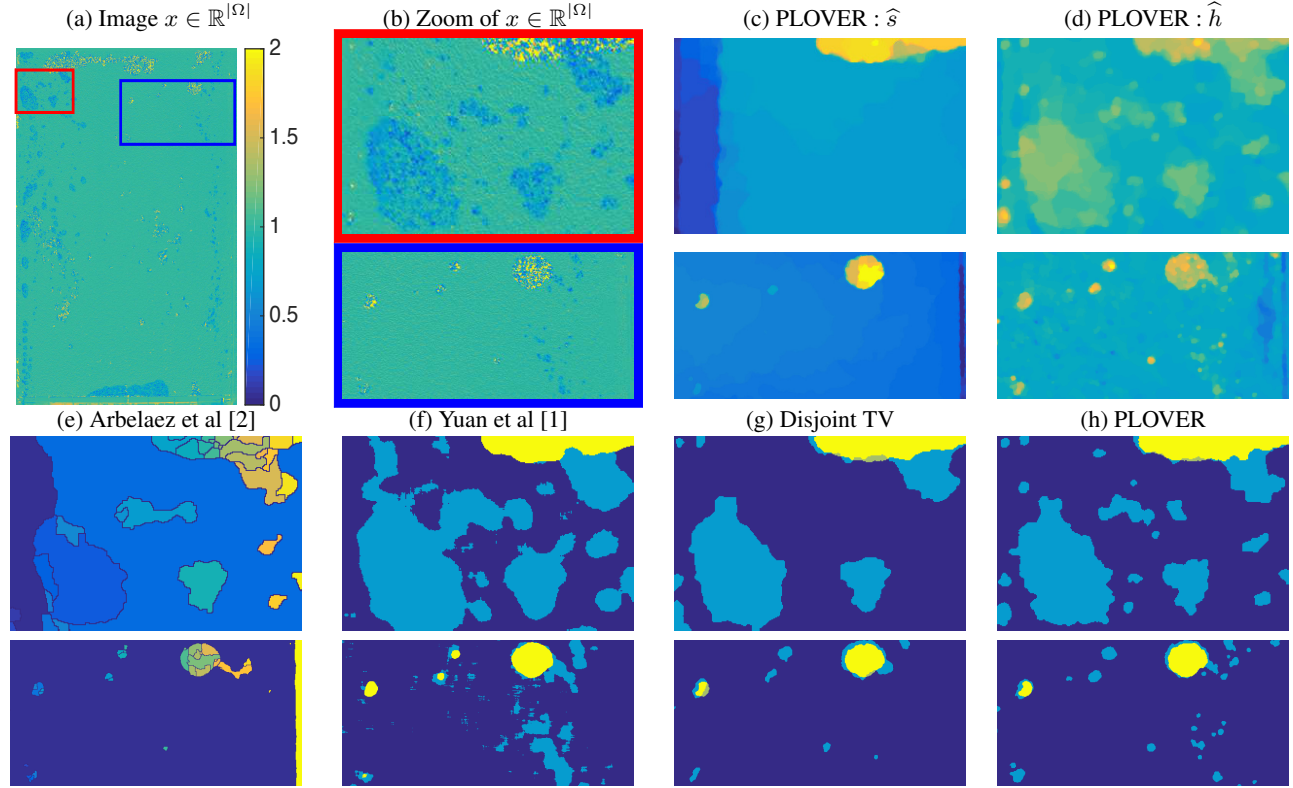 (a) Image x ∈ ℝ^|Ω|
(b) Zoom of x ∈ ℝ^|Ω|
(c) PLOVER : ŝ
(d) PLOVER : ĥ
2
1.5
1
0.5
0
(e) Arbelaez et al [2]
(f) Yuan et al [1]
(g) Disjoint TV
(h) PLOVER